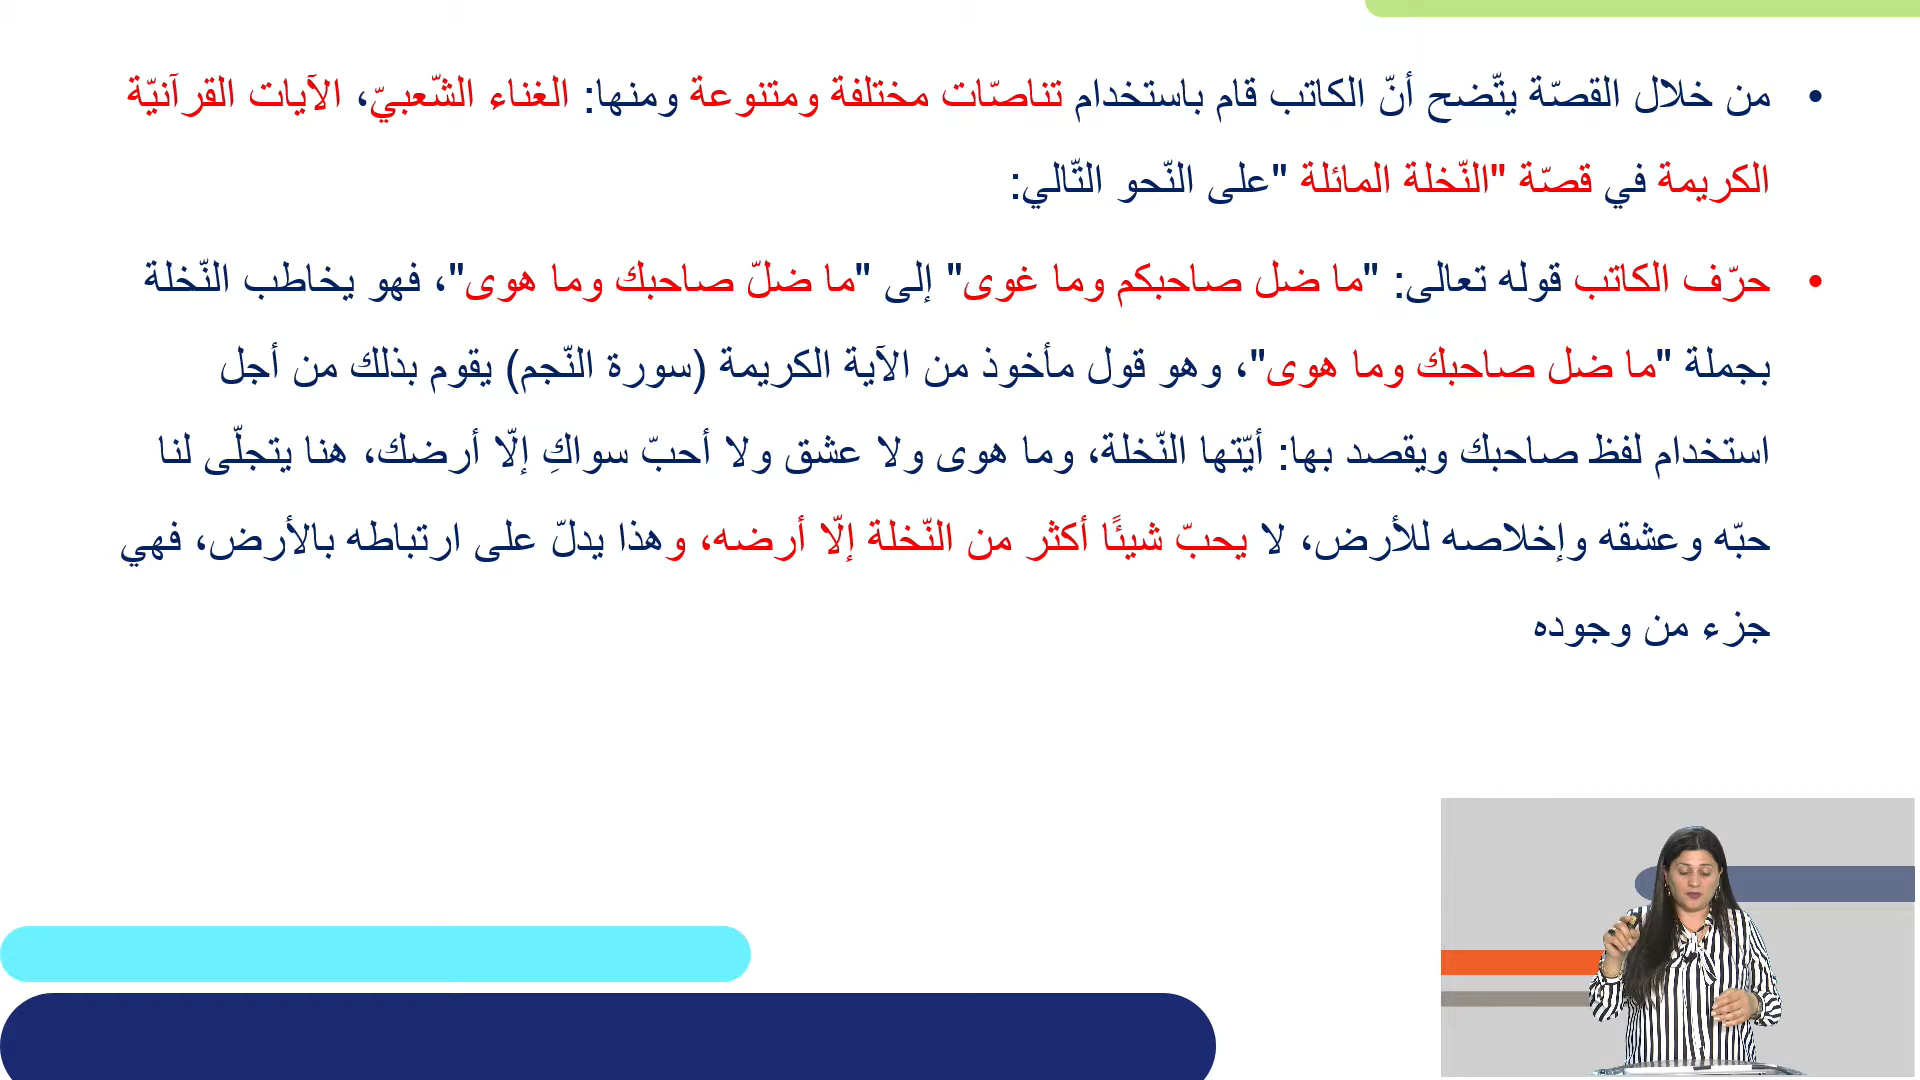 • من خلال القصّة يتّضح أنّ الكاتب قام باستخدام تناصّات مختلفة ومتنوعة ومنها: الغناء الشّعبيّ، الآيات القرآنيّة
الكريمة في قصّة "النّخلة المائلة "على النّحو التّالي:
• حرّف الكاتب قوله تعالى: "ما ضل صاحبكم وما غوى" إلى "ما ضلّ صاحبك وما هوى"، فهو يخاطب النّخلة
بجملة "ما ضل صاحبك وما هوى"، وهو قول مأخوذ من الآية الكريمة (سورة النّجم) يقوم بذلك من أجل
استخدام لفظ صاحبك ويقصد بها: أيّتها النّخلة، وما هوى ولا عشق ولا أحبّ سواكِ إلّا أرضك، هنا يتجلّى لنا
حبّه وعشقه وإخلاصه للأرض، لا يحبّ شيئًا أكثر من النّخلة إلّا أرضه، وهذا يدلّ على ارتباطه بالأرض، فهي
جزء من وجوده